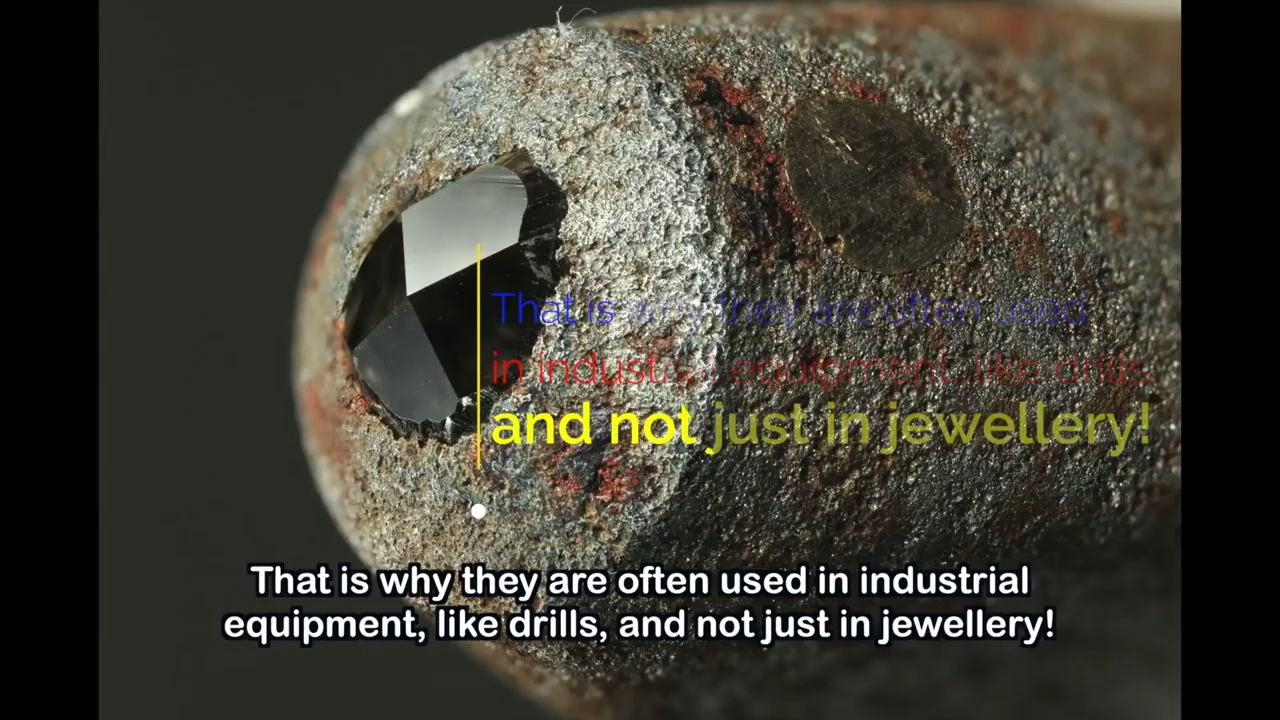 That is why they are often used
in industrial equipment, like drills,
and not just in jewellery!
That is why they are often used in industrial
equipment, like drills, and not just in jewellery!